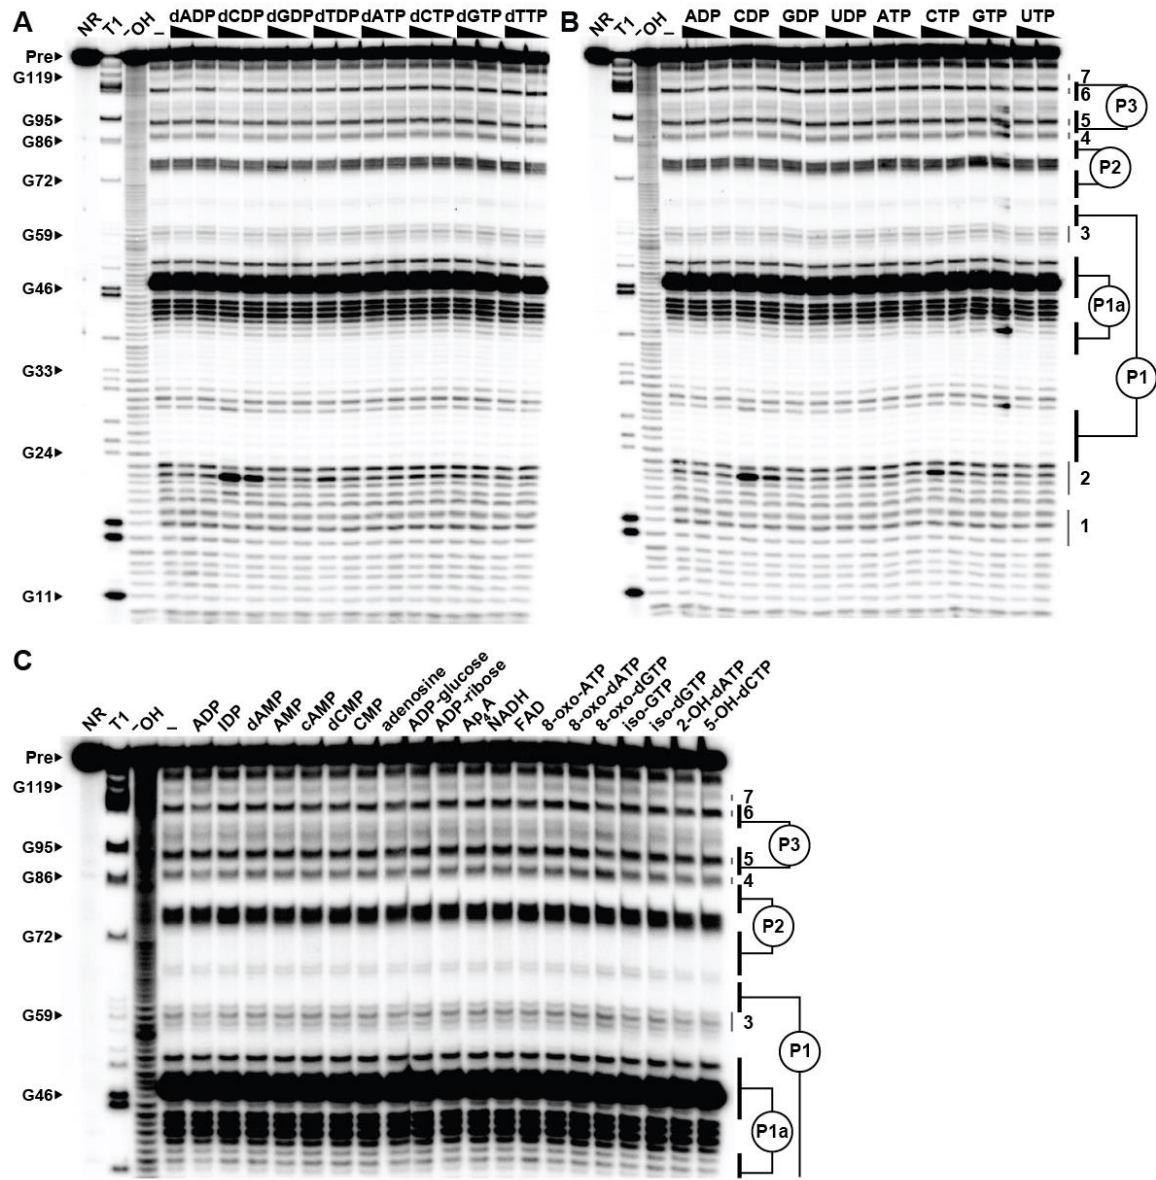 A
NR T1 -OH – dADP dCDP dGDP dTDP dATP dCTP dGTP dTTP
Pre
G119
G95
G86
G72
G59
G46
G33
G24
G11
B
NR T1 -OH – ADP CDP GDP UDP ATP CTP GTP UTP
7
6
P3
5
4
P2
3
P1a
P1
2
1
C
NR T1 -OH – ADP IDP dAMP AMP cAMP dCMP CMP adenosine ADP-glucose ADP-ribose Ap4A NADH FAD 8-oxo-ATP 8-oxo-dATP 8-oxo-dGTP iso-GTP iso-dGTP 2-OH-dATP 5-OH-dCTP
Pre
G119
G95
G86
G72
G59
G46
7
6
P3
5
4
P2
3
P1
P1a